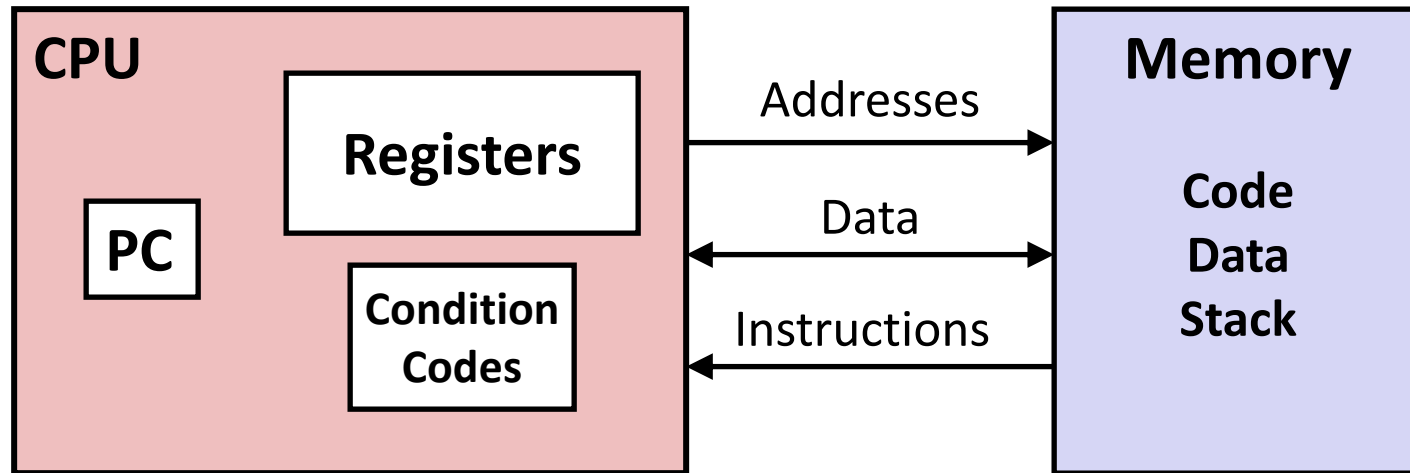 CPU
Registers
PC
Condition
Codes
Addresses
Data
Instructions
Memory
Code
Data
Stack